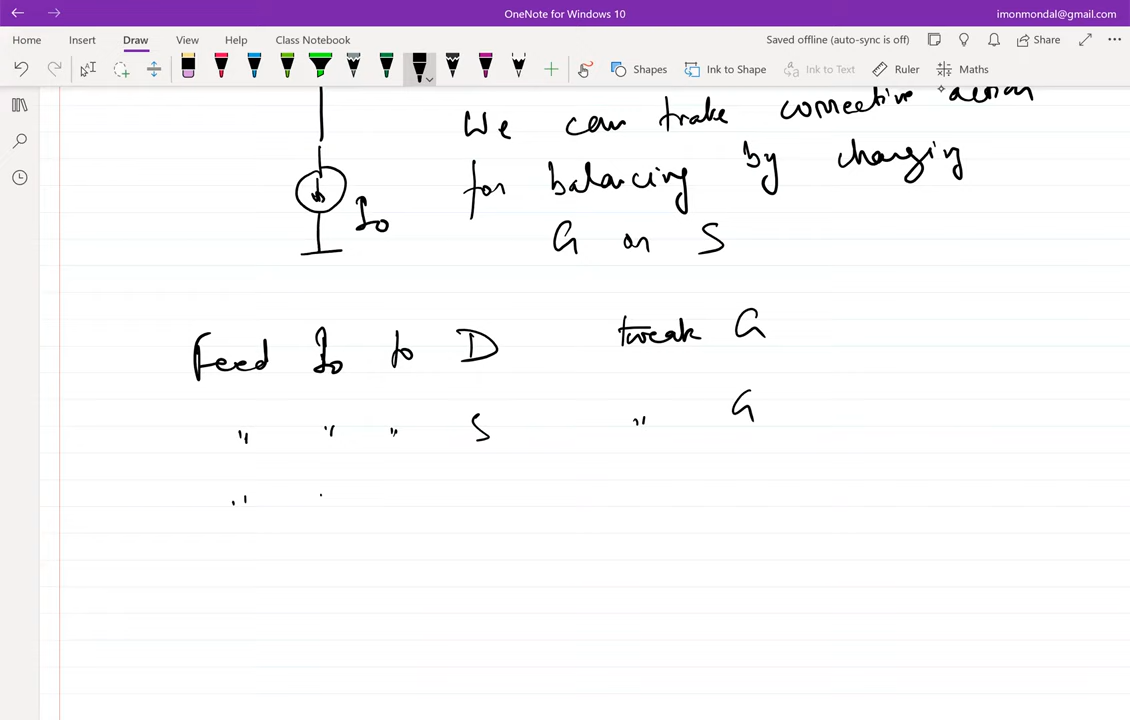 OneNote for Windows 10
imonmondal@gmail.com
Home Insert Draw View Help Class Notebook
Saved offline (auto-sync is off) Share
Shapes Ink to Shape Ink to Text Ruler Maths
We can take corrective action
for balancing by changing
G or S
I₀
Feed I₀ to D tweak G
" " " S " G
"